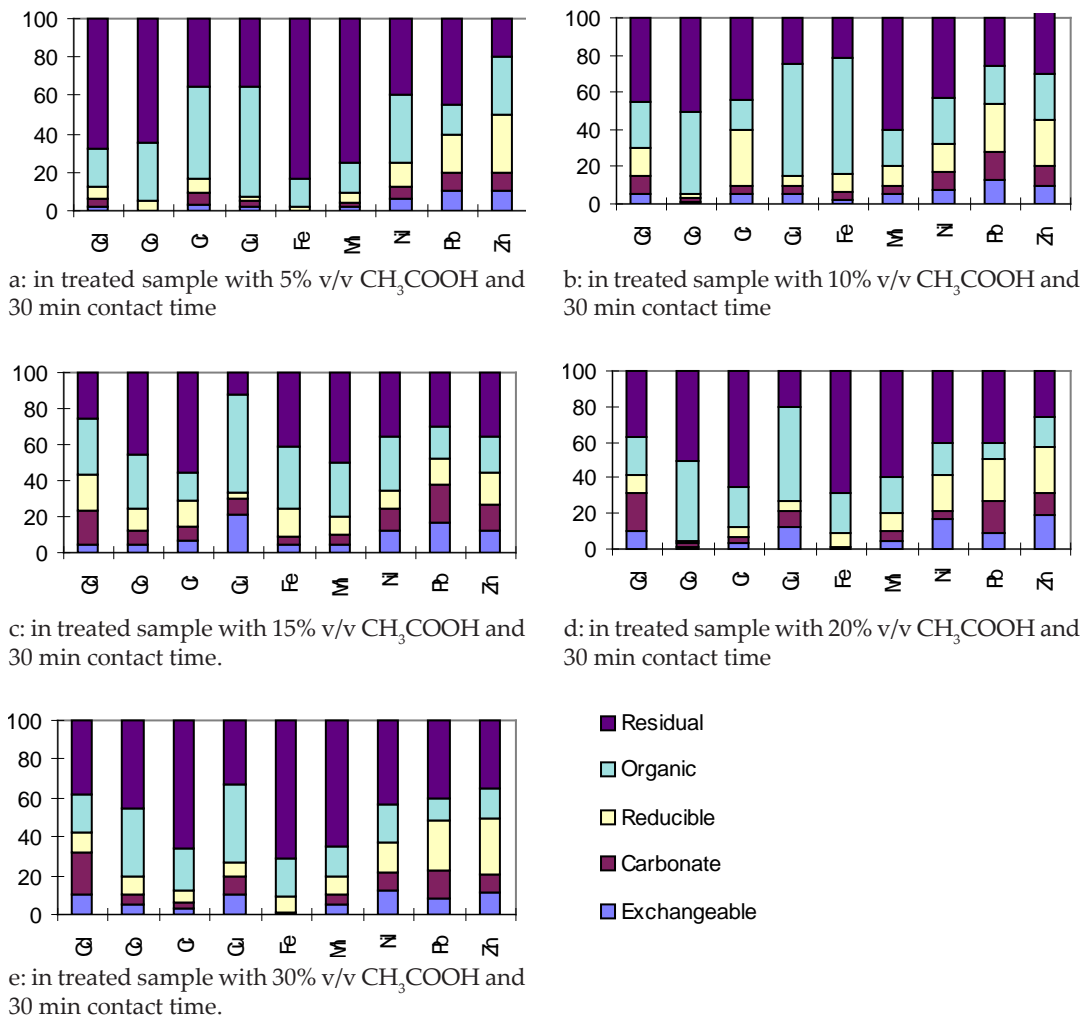 100
80
60
40
20
0
Cd Co Cr Cu Fe Mn Ni Pb Zn
a: in treated sample with 5% v/v CH₃COOH and
30 min contact time
100
80
60
40
20
0
Cd Co Cr Cu Fe Mn Ni Pb Zn
b: in treated sample with 10% v/v CH₃COOH and
30 min contact time
100
80
60
40
20
0
Cd Co Cr Cu Fe Mn Ni Pb Zn
c: in treated sample with 15% v/v CH₃COOH and
30 min contact time.
100
80
60
40
20
0
Cd Co Cr Cu Fe Mn Ni Pb Zn
d: in treated sample with 20% v/v CH₃COOH and
30 min contact time
100
80
60
40
20
0
Cd Co Cr Cu Fe Mn Ni Pb Zn
e: in treated sample with 30% v/v CH₃COOH and
30 min contact time.
Residual
Organic
Reducible
Carbonate
Exchangeable